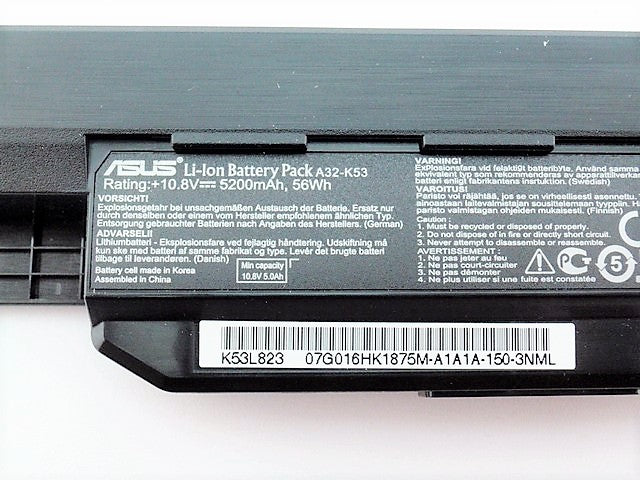 ASUS Li-Ion Battery Pack A32-K53
Rating:+10.8V⎓ 5200mAh, 56Wh
VORSICHT!
Explosionsgefahr bei unsachgemäßen Austausch der Batterie. Ersatz nur
durch denselben oder einem vom Hersteller empfohlenem ähnlichen Typ.
Entsorgung gebrauchter Batterien nach Angaben des Herstellers. (German)
ADVARSELI!
Lithiumbatteri - Eksplosionsfare ved fejlagtig håndtering. Udskiftning må
kun ske med batteri af samme fabrikat og type. Levér det brugte batteri
tilbage til leverandøren. (Danish)
Battery cell made in Korea
Assembled in China
Min capacity
10.8V 5.0Ah
VARNING!
Explosionsfara vid felaktigt batteribyte, Använd samma
ekvivalent typ som rekommenderas av apparattillverkar
batteri enligt fabrikantens instruktion. (Swedish)
VAROITUS!
Paristo voi räjähtää, jos se on virheellisesti asennettu.
ainoastaan laitevalmistajan suosittelemaan tyyppiin. H
paristo valmistajan ohjeiden mukaisesti. (Finnish)
Caution :
1. Must be recycled or disposed of properly.
2. Do not dispose of in fire or directly short circuit.
3. Never attempt to disassemble or reassemble.
AVERTISSEMENT :
1. Ne pas jeter au feu
2. Ne pas court-circuiter
3. Ne pas démonter
4. Ne plus utiliser si une fuite est constatée
5
K53L823 07G016HK1875M-A1A1A-150-3NML